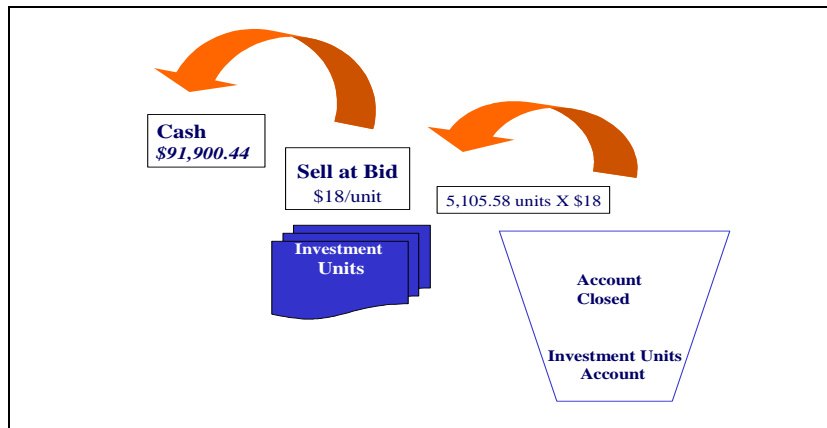 Cash
$91,900.44
Sell at Bid
$18/unit
5,105.58 units X $18
Investment
Units
Account
Closed
Investment Units
Account